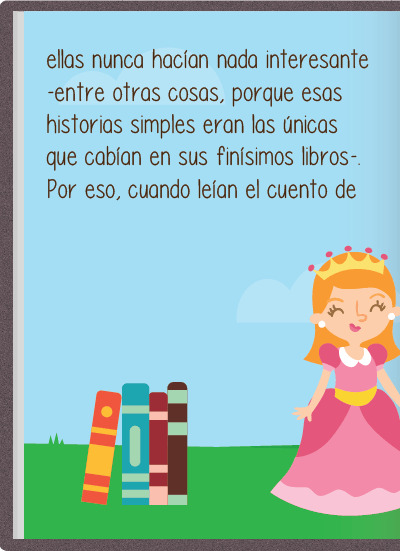 ellas nunca hacían nada interesante
-entre otras cosas, porque esas
historias simples eran las únicas
que cabían en sus finísimos libros-.
Por eso, cuando leían el cuento de